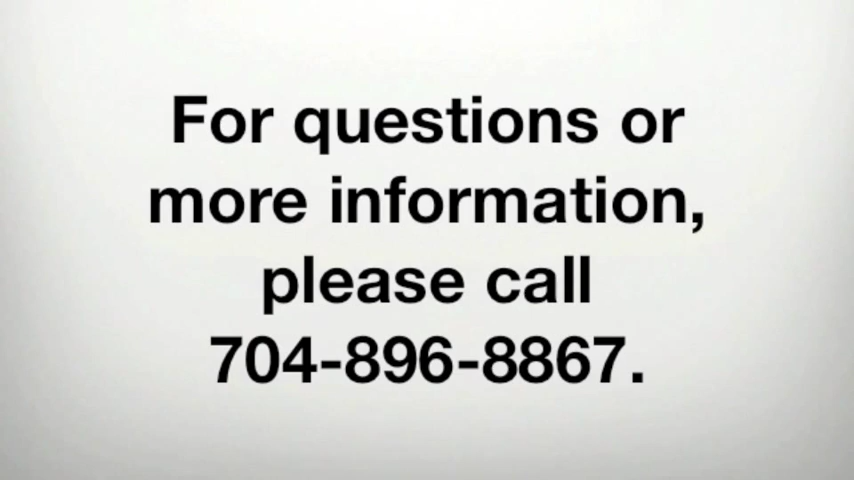 For questions or
more information,
please call
704-896-8867.